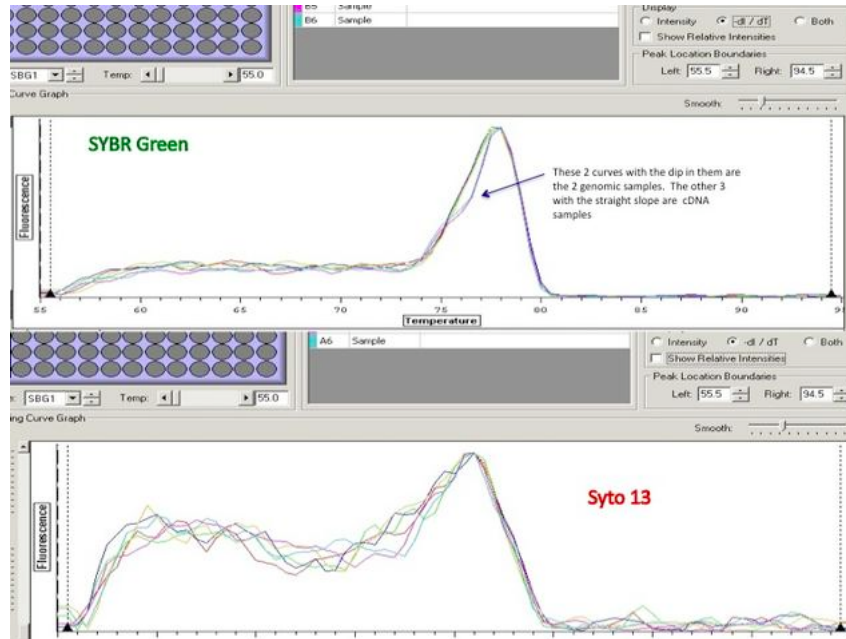 B5 Sample
B6 Sample
Display
Intensity -dI / dT Both
Show Relative Intensities
Peak Location Boundaries
Left: 55.5 Right: 94.5
SBG1 Temp: 55.0
Curve Graph
Smooth:
SYBR Green
These 2 curves with the dip in them are
the 2 genomic samples. The other 3
with the straight slope are cDNA
samples
Fluorescence
55 60 65 70 75 80 85 90 95
Temperature
A6 Sample
Intensity -dI / dT Both
Show Relative Intensities
Peak Location Boundaries
Left: 55.5 Right: 94.5
SBG1 Temp: 55.0
ng Curve Graph
Smooth:
Syto 13
Fluorescence